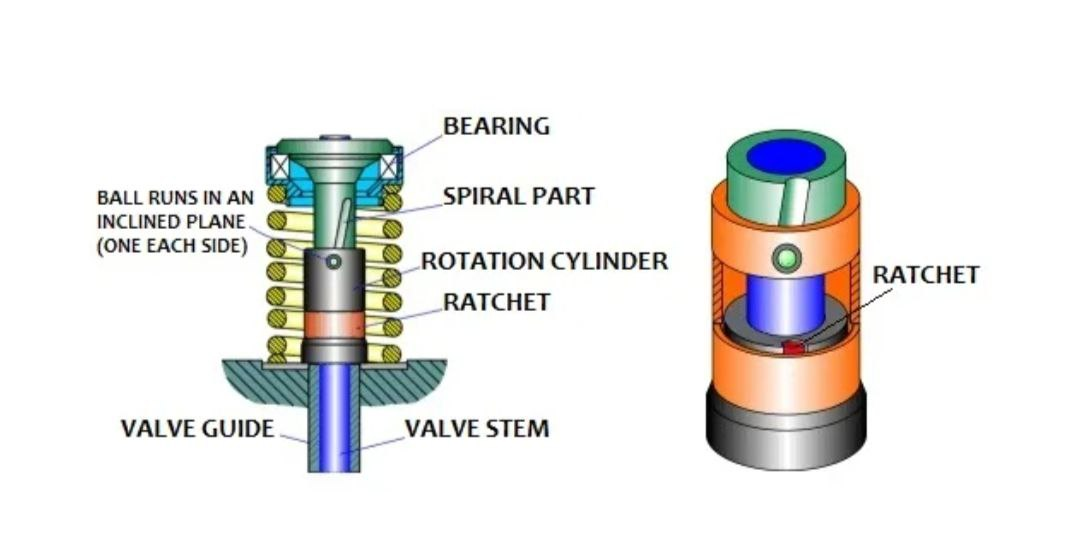 BEARING
BALL RUNS IN AN
INCLINED PLANE
(ONE EACH SIDE)
SPIRAL PART
ROTATION CYLINDER
RATCHET
VALVE GUIDE
VALVE STEM
RATCHET